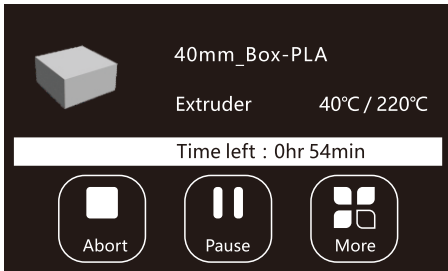 40mm_Box-PLA
Extruder 40℃ / 220℃
Time left : 0hr 54min
Abort Pause More